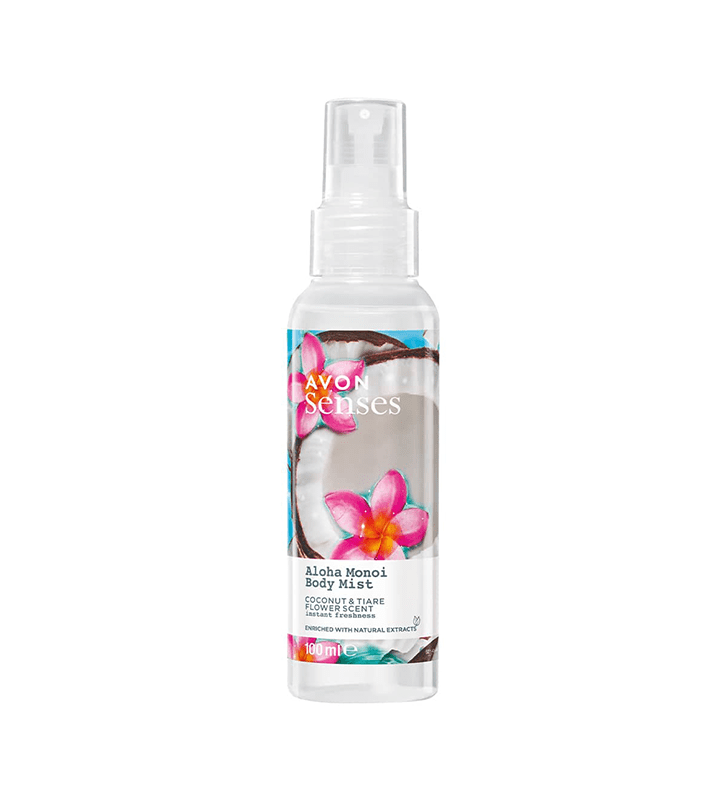 AVON
Senses
Aloha Monoi
Body Mist
COCONUT & TIARE
FLOWER SCENT
instant freshness
ENRICHED WITH NATURAL EXTRACTS
100 ml e